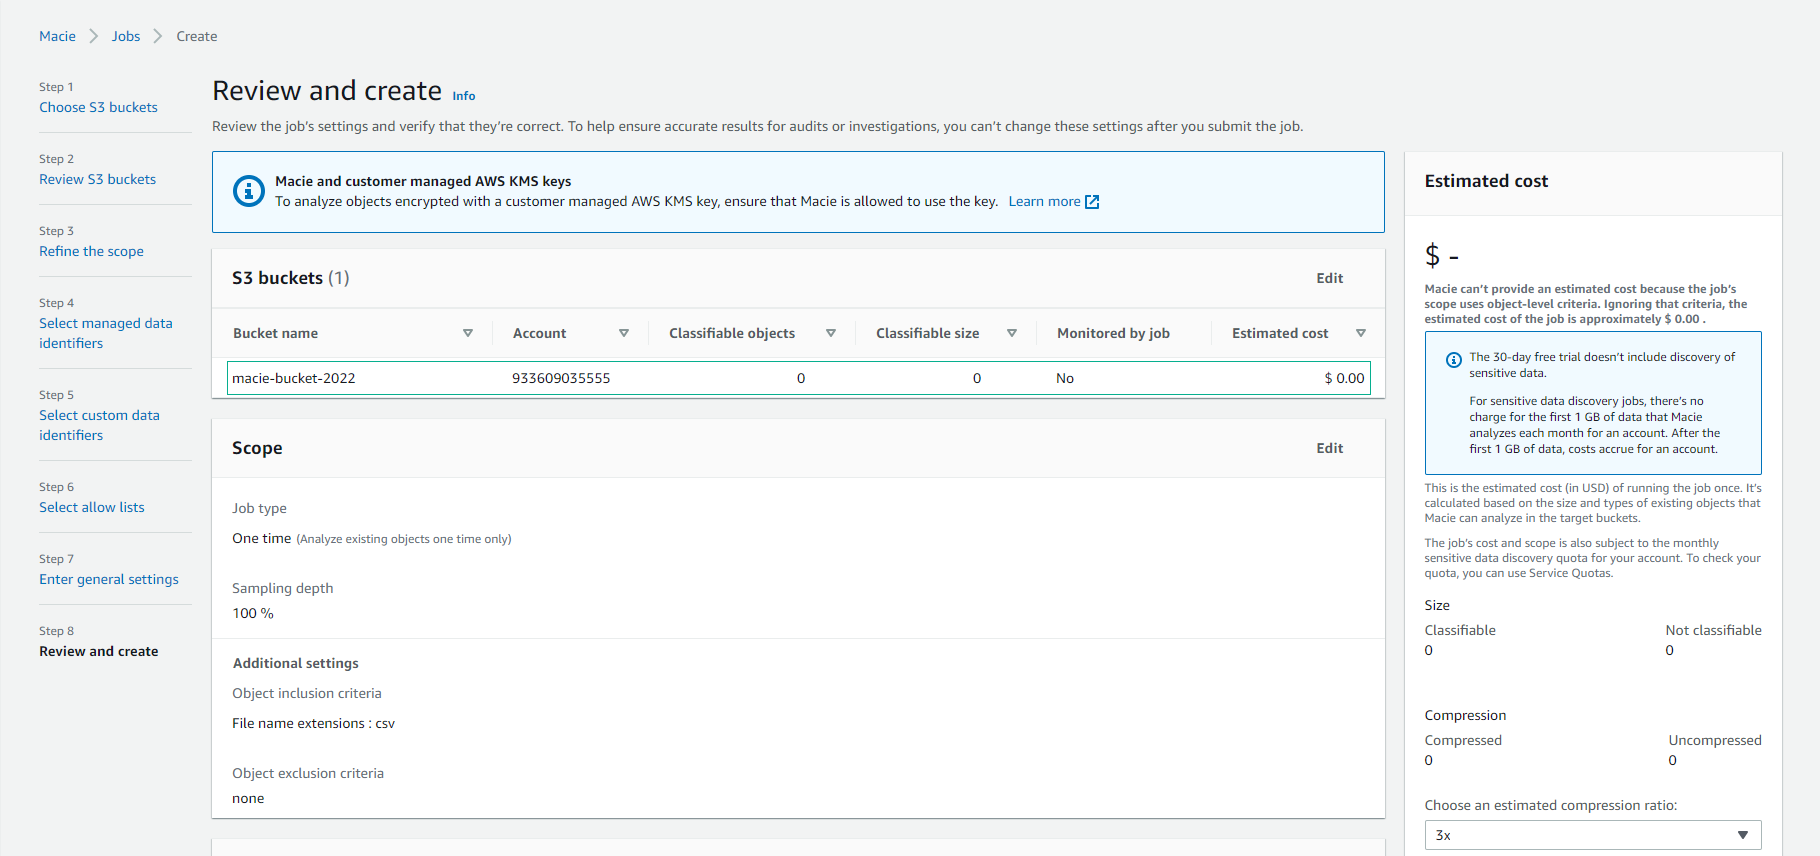 Macie > Jobs > Create
Step 1
Choose S3 buckets
Step 2
Review S3 buckets
Step 3
Refine the scope
Step 4
Select managed data
identifiers
Step 5
Select custom data
identifiers
Step 6
Select allow lists
Step 7
Enter general settings
Step 8
Review and create
Review and create Info
Review the job’s settings and verify that they’re correct. To help ensure accurate results for audits or investigations, you can’t change these settings after you submit the job.
Macie and customer managed AWS KMS keys
To analyze objects encrypted with a customer managed AWS KMS key, ensure that Macie is allowed to use the key. Learn more
S3 buckets (1) Edit
Bucket name Account Classifiable objects Classifiable size Monitored by job Estimated cost
macie-bucket-2022 933609035555 0 0 No $ 0.00
Scope Edit
Job type
One time (Analyze existing objects one time only)
Sampling depth
100 %
Additional settings
Object inclusion criteria
File name extensions : csv
Object exclusion criteria
none
Estimated cost
$ -
Macie can’t provide an estimated cost because the job’s
scope uses object-level criteria. Ignoring that criteria, the
estimated cost of the job is approximately $ 0.00 .
The 30-day free trial doesn’t include discovery of
sensitive data.
For sensitive data discovery jobs, there’s no
charge for the first 1 GB of data that Macie
analyzes each month for an account. After the
first 1 GB of data, costs accrue for an account.
This is the estimated cost (in USD) of running the job once. It’s
calculated based on the size and types of existing objects that
Macie can analyze in the target buckets.
The job’s cost and scope is also subject to the monthly
sensitive data discovery quota for your account. To check your
quota, you can use Service Quotas.
Size
Classifiable Not classifiable
0 0
Compression
Compressed Uncompressed
0 0
Choose an estimated compression ratio:
3x